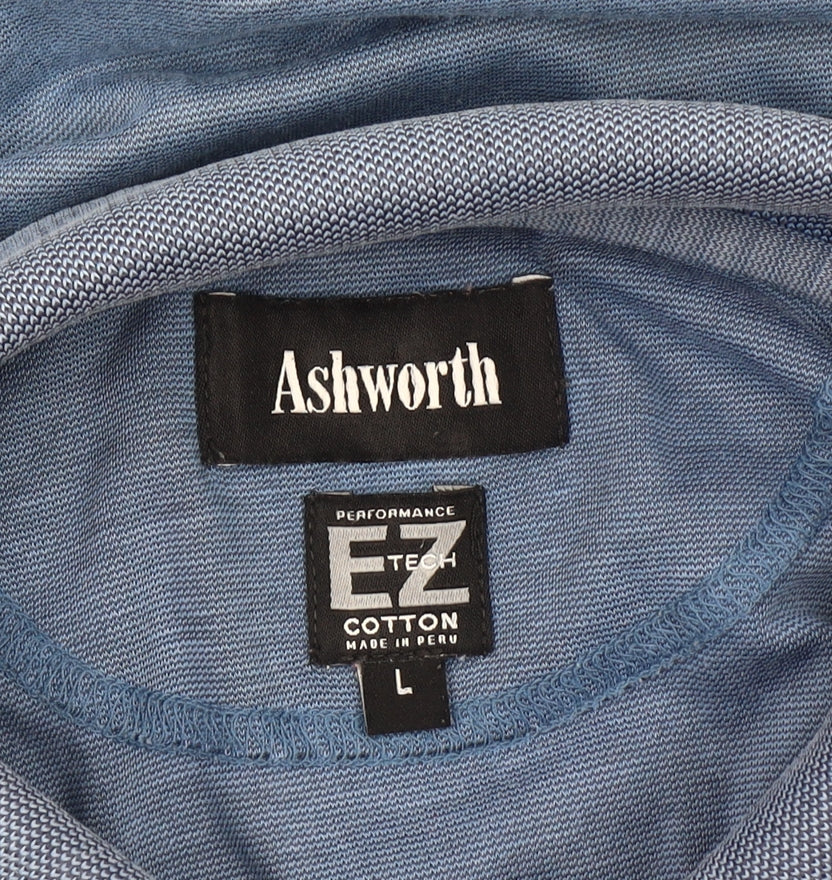 Ashworth
PERFORMANCE
EZ
TECH
COTTON
MADE IN PERU
L